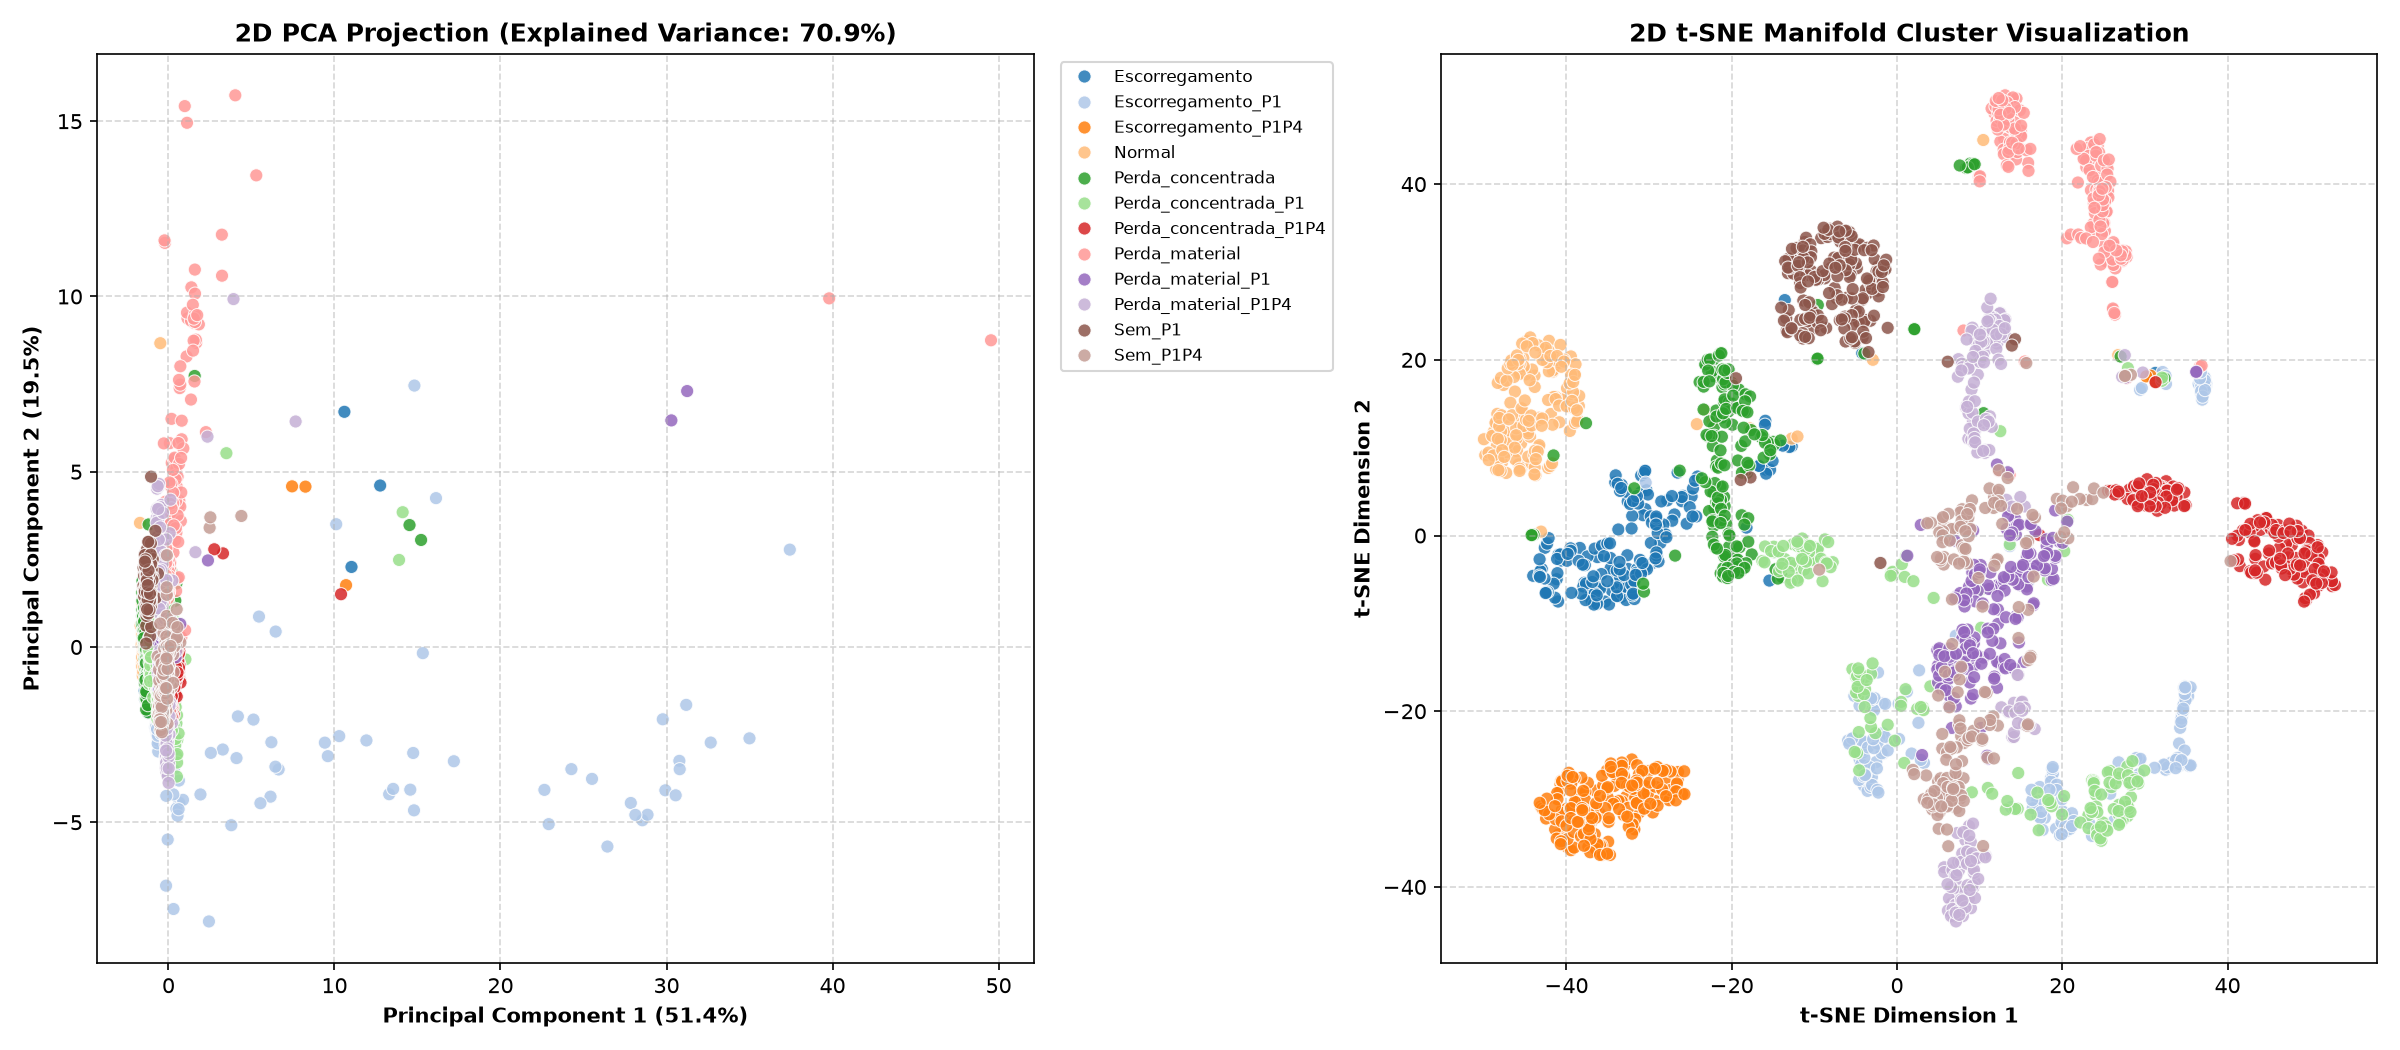 2D PCA Projection (Explained Variance: 70.9%)
15
10
5
0
−5
0
10
20
30
40
50
Principal Component 2 (19.5%)
Principal Component 1 (51.4%)
Escorregamento
Escorregamento_P1
Escorregamento_P1P4
Normal
Perda_concentrada
Perda_concentrada_P1
Perda_concentrada_P1P4
Perda_material
Perda_material_P1
Perda_material_P1P4
Sem_P1
Sem_P1P4
2D t-SNE Manifold Cluster Visualization
40
20
0
−20
−40
−40
−20
0
20
40
t-SNE Dimension 2
t-SNE Dimension 1